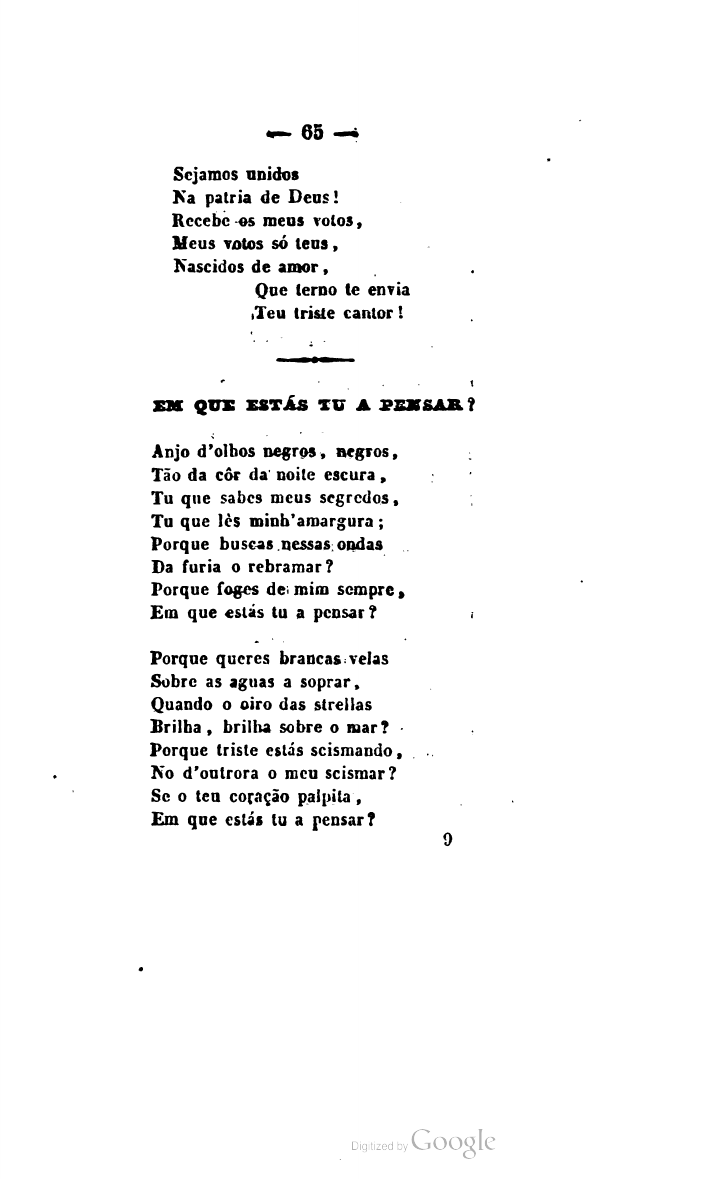 — 65 —
Sejamos unidos
Na patria de Deus!
Recebe os meus votos,
Meus votos só teus,
Nascidos de amor,
Que terno te envia
Teu triste cantor!
EM QUE ESTÁS TU A PENSAR?
Anjo d'olhos negros, negros,
Tão da côr da noite escura,
Tu que sabes meus segredos,
Tu que lês minh'amargura;
Porque buscas nessas ondas
Da furia o rebramar?
Porque foges de mim sempre,
Em que estás tu a pensar?
Porque queres brancas velas
Sobre as aguas a soprar,
Quando o oiro das strellas
Brilha, brilha sobre o mar?
Porque triste estás scismando,
No d'outrora o meu scismar?
Se o teu coração palpita,
Em que estás tu a pensar?
9
Digitized by Google